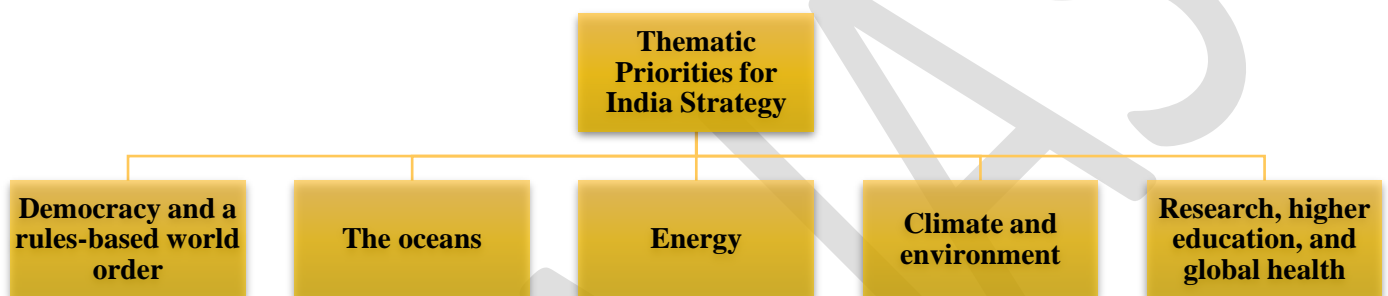 Thematic
Priorities for
India Strategy
Democracy and a
rules-based world
order
The oceans
Energy
Climate and
environment
Research, higher
education, and
global health